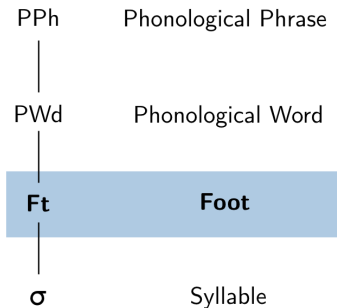 PPh Phonological Phrase
PWd Phonological Word
Ft Foot
σ Syllable